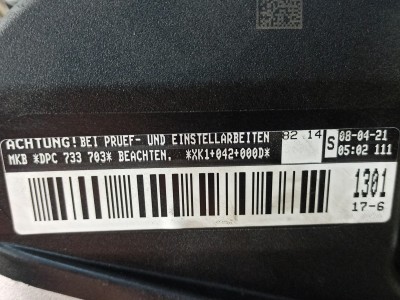 ACHTUNG! BEI PRUEF- UND EINSTELLARBEITEN
MKB *DPC 733 703* BEACHTEN. *XK1+042+000D*
82.14
S
08-04-21
05:02 111
1301
17-6